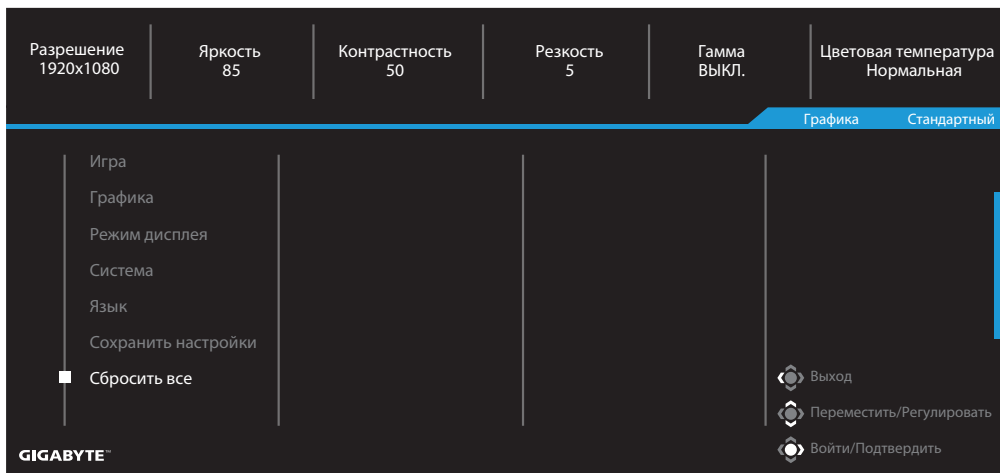 Разрешение
1920x1080
Яркость
85
Контрастность
50
Резкость
5
Гамма
ВЫКЛ.
Цветовая температура
Нормальная
Графика Стандартный
Игра
Графика
Режим дисплея
Система
Язык
Сохранить настройки
Сбросить все
Выход
Переместить/Регулировать
Войти/Подтвердить
GIGABYTE™